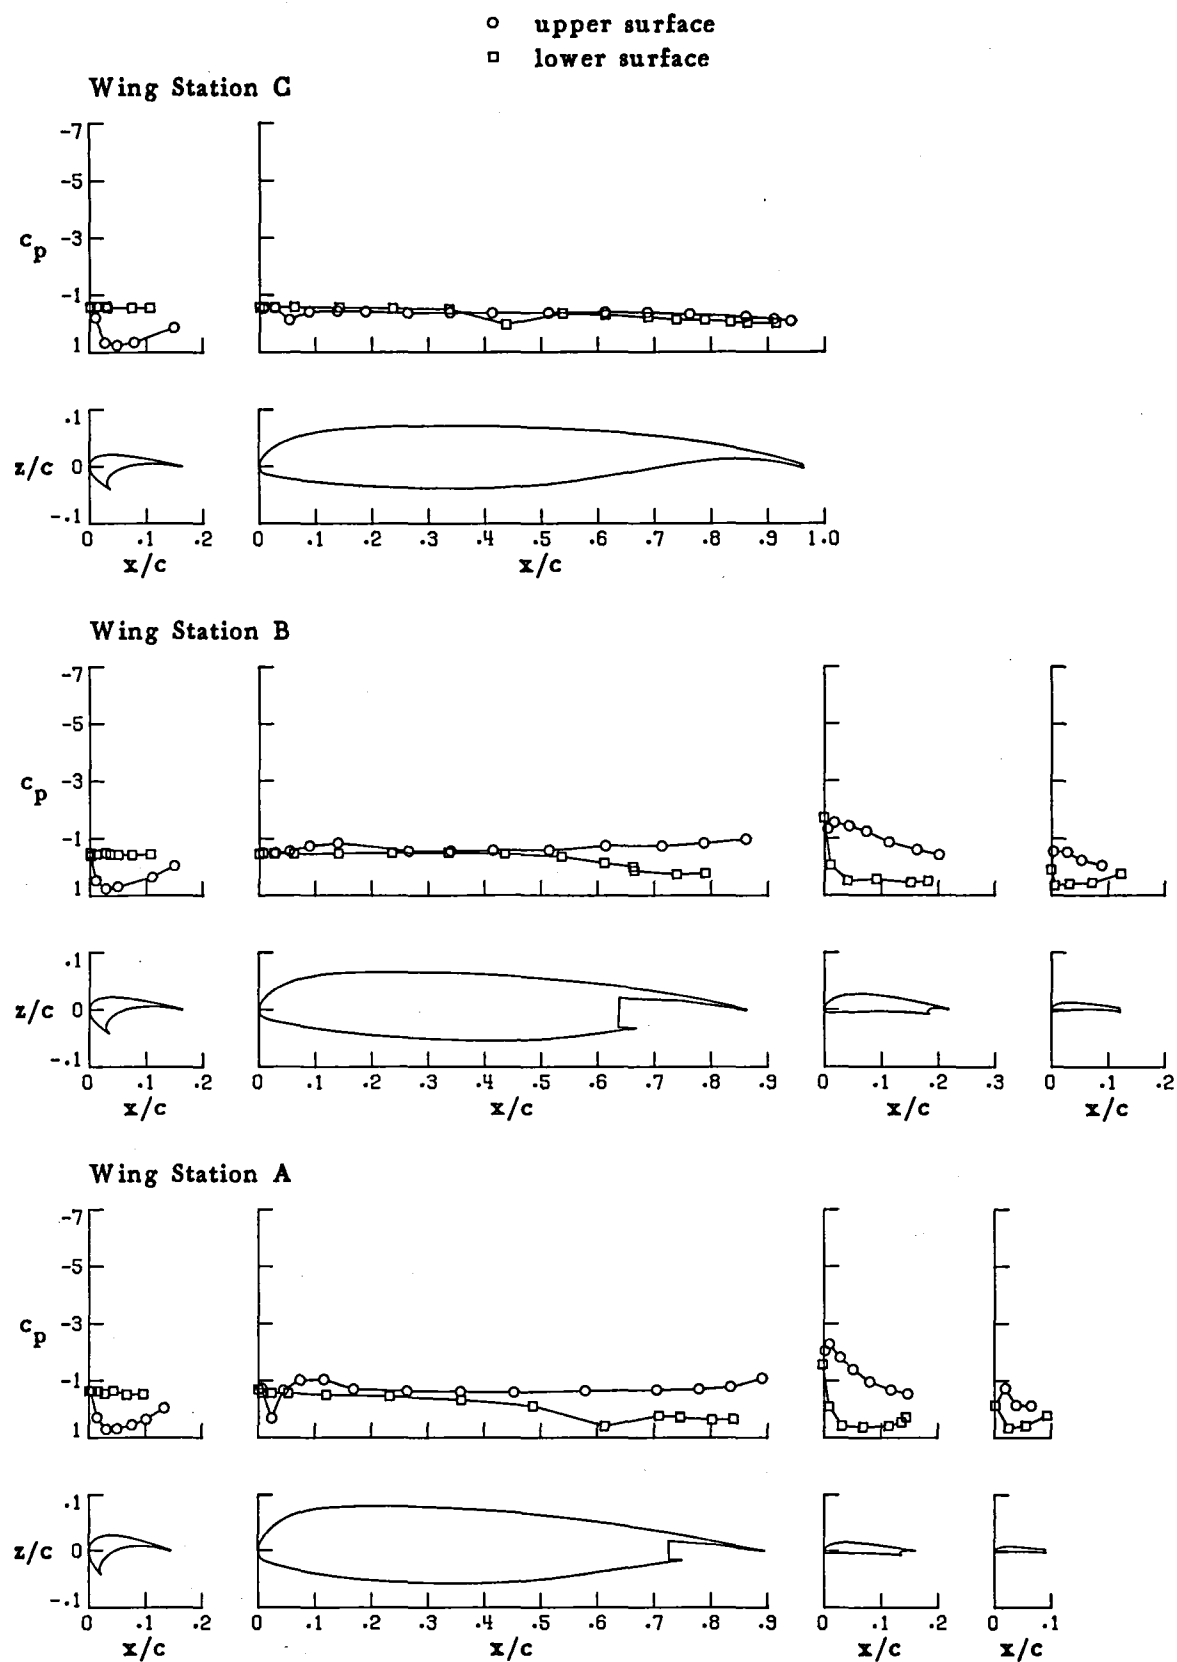 upper surface
lower surface
Wing Station C
-7
-5
cp -3
-1
1
.1
z/c 0
-.1
0 .1 .2 0 .1 .2 .3 .4 .5 .6 .7 .8 .9 1.0
x/c x/c
Wing Station B
-7
-5
cp -3
-1
1
.1
z/c 0
-.1
0 .1 .2 0 .1 .2 .3 .4 .5 .6 .7 .8 .9 0 .1 .2 .3 0 .1 .2
x/c x/c x/c x/c
Wing Station A
-7
-5
cp -3
-1
1
.1
z/c 0
-.1
0 .1 .2 0 .1 .2 .3 .4 .5 .6 .7 .8 .9 0 .1 .2 0 .1
x/c x/c x/c x/c